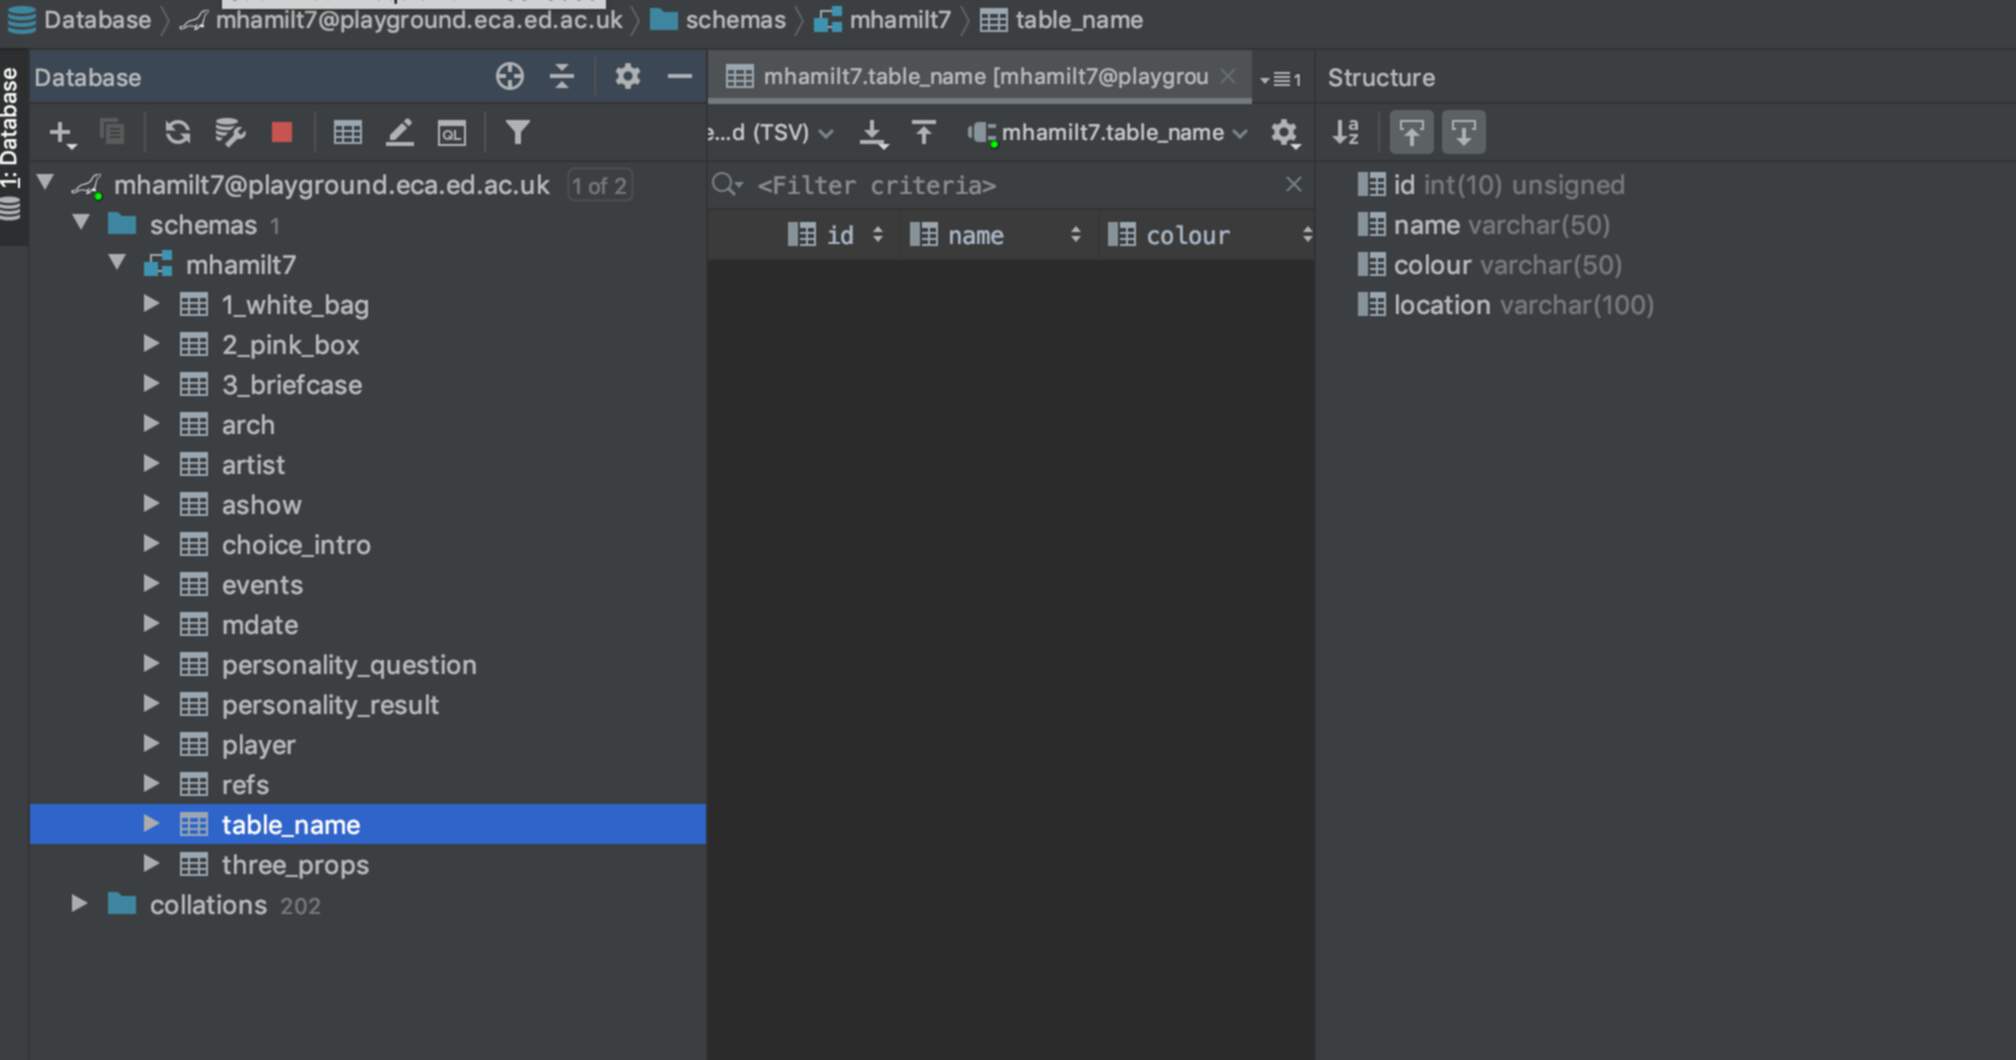 Database mhamilt7@playground.eca.ed.ac.uk schemas mhamilt7 table_name
1: Database
Database
mhamilt7@playground.eca.ed.ac.uk 1 of 2
schemas 1
mhamilt7
1_white_bag
2_pink_box
3_briefcase
arch
artist
ashow
choice_intro
events
mdate
personality_question
personality_result
player
refs
table_name
three_props
collations 202
QL
mhamilt7.table_name [mhamilt7@playgrou
1
e...d (TSV) mhamilt7.table_name
<Filter criteria>
id name colour
Structure
az
id int(10) unsigned
name varchar(50)
colour varchar(50)
location varchar(100)